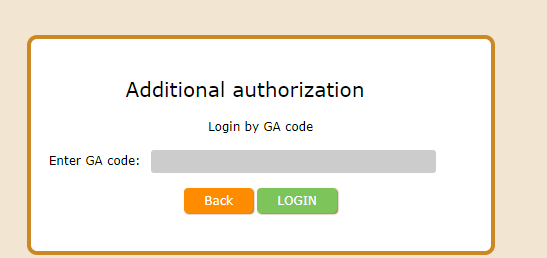 Additional authorization
Login by GA code
Enter GA code:
Back LOGIN